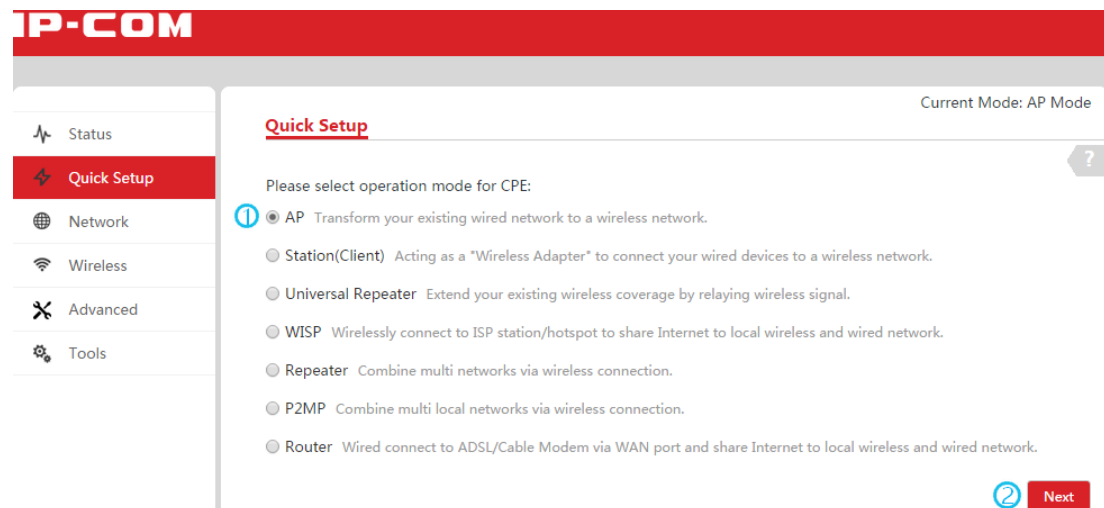 IP-COM
Current Mode: AP Mode
Quick Setup
?
Status
Quick Setup
Network
Wireless
Advanced
Tools
Please select operation mode for CPE:
① AP Transform your existing wired network to a wireless network.
Station(Client) Acting as a "Wireless Adapter" to connect your wired devices to a wireless network.
Universal Repeater Extend your existing wireless coverage by relaying wireless signal.
WISP Wirelessly connect to ISP station/hotspot to share Internet to local wireless and wired network.
Repeater Combine multi networks via wireless connection.
P2MP Combine multi local networks via wireless connection.
Router Wired connect to ADSL/Cable Modem via WAN port and share Internet to local wireless and wired network.
② Next